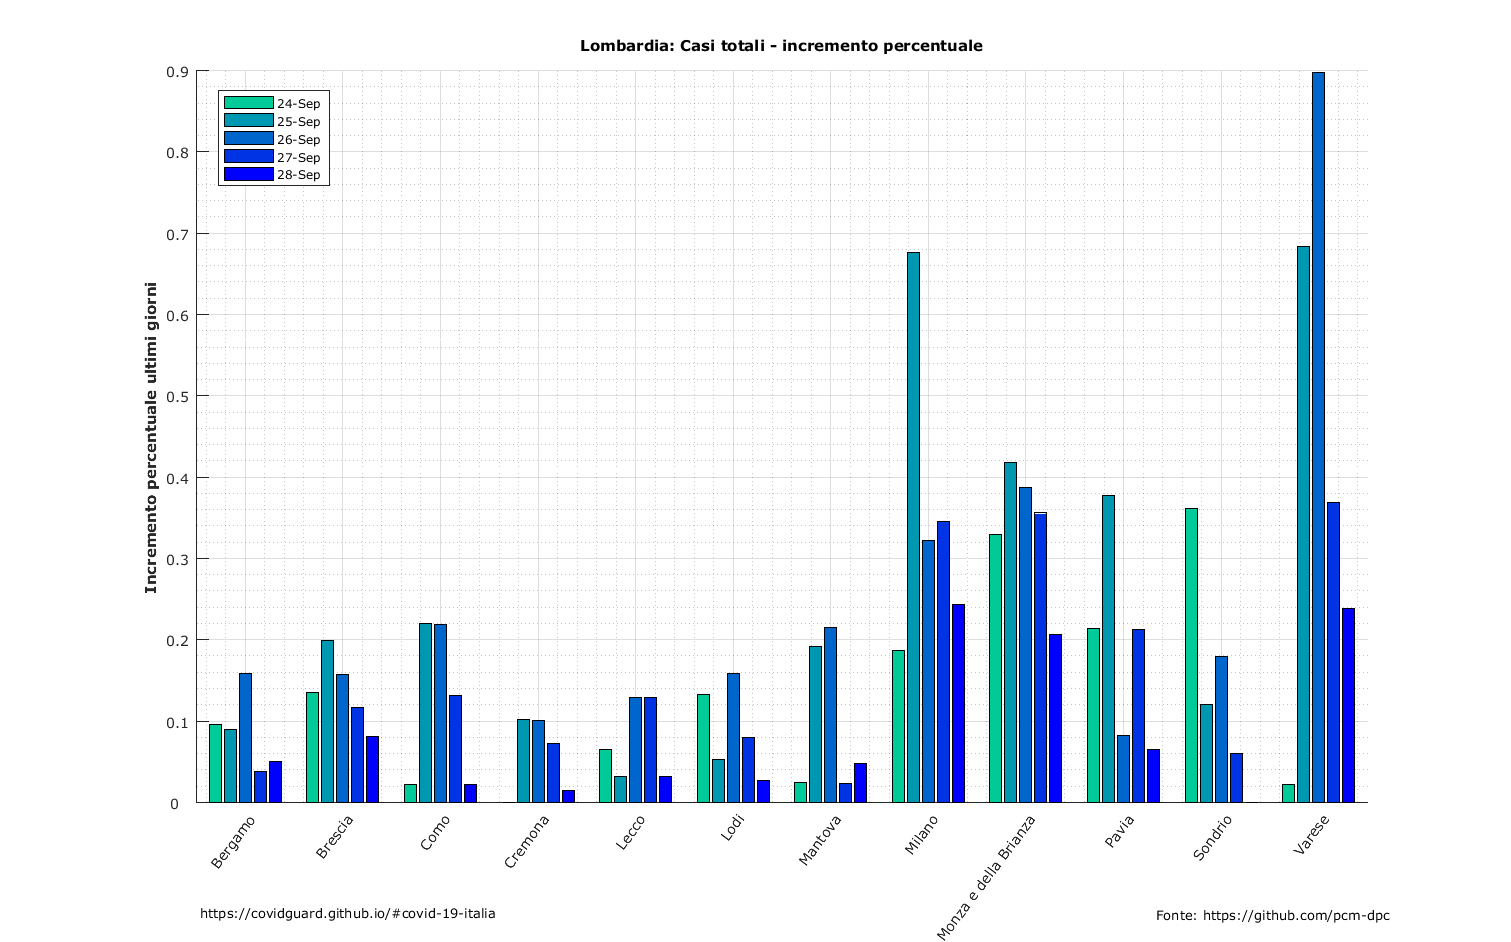 Lombardia: Casi totali - incremento percentuale
0.9
0.8
0.7
0.6
0.5
0.4
0.3
0.2
0.1
0
Incremento percentuale ultimi giorni
24-Sep
25-Sep
26-Sep
27-Sep
28-Sep
Bergamo
Brescia
Como
Cremona
Lecco
Lodi
Mantova
Milano
Monza e della Brianza
Pavia
Sondrio
Varese
https://covidguard.github.io/#covid-19-italia
Fonte: https://github.com/pcm-dpc